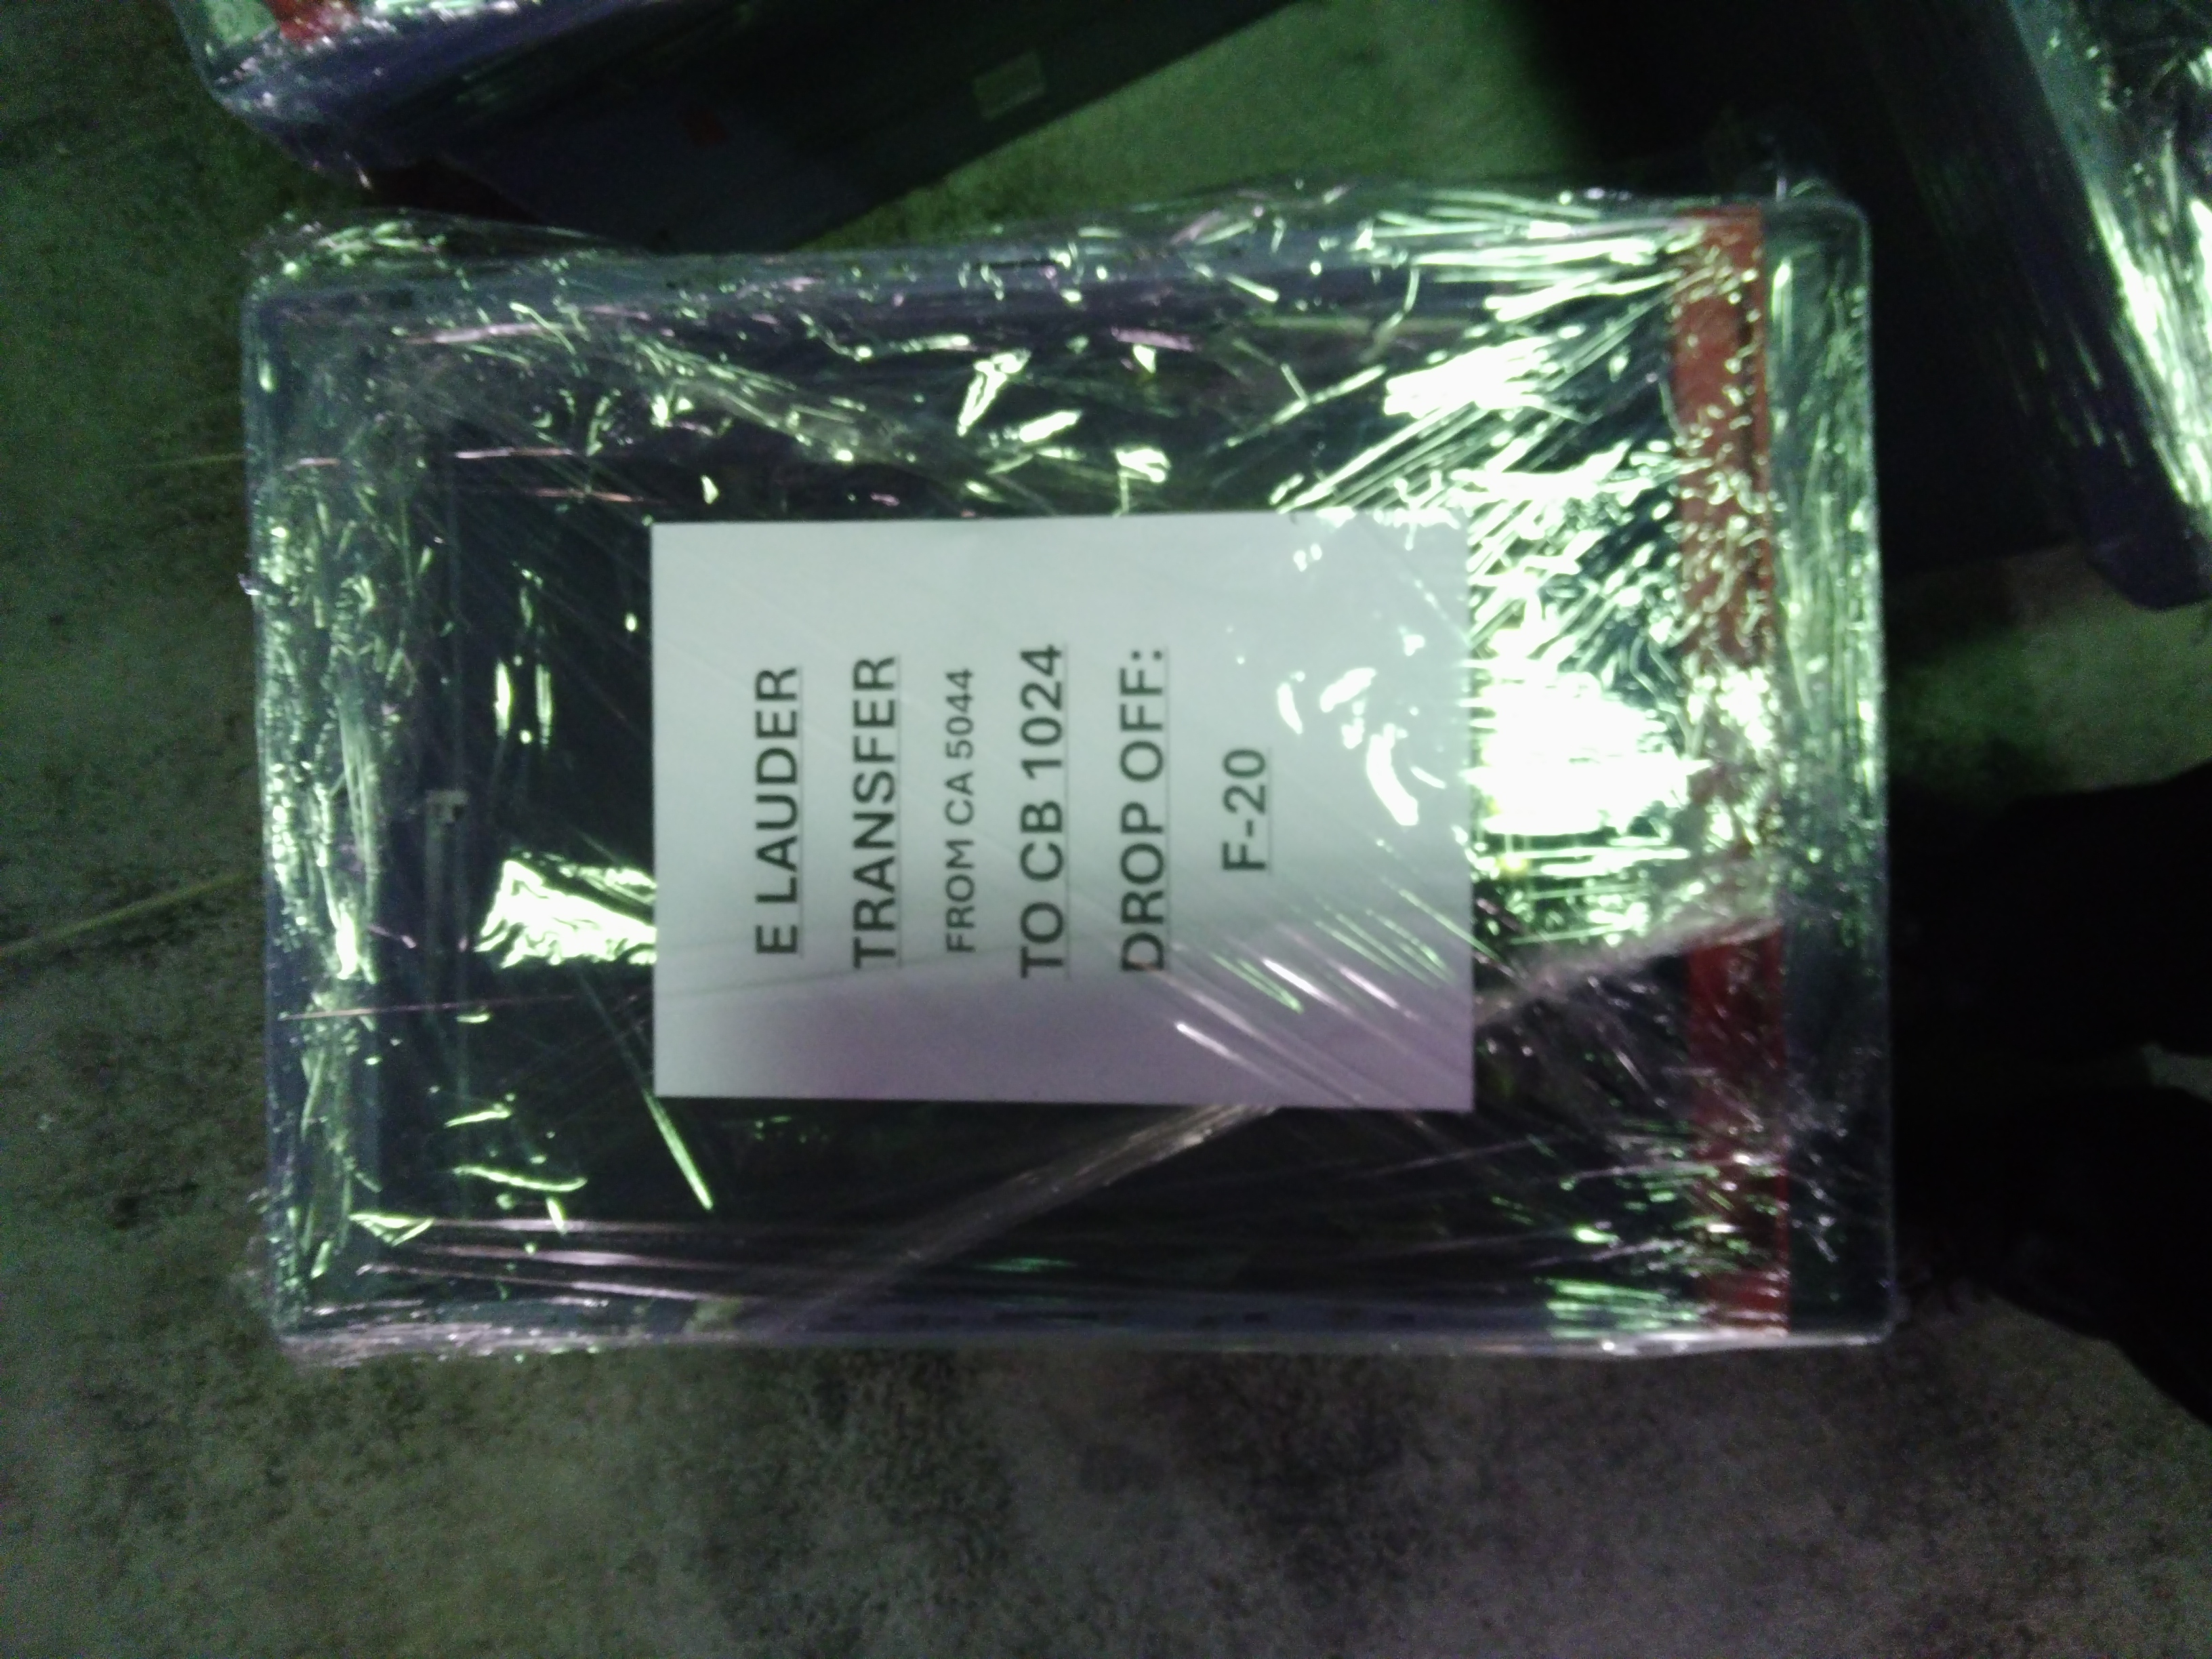 E LAUDER
TRANSFER
FROM CA 5044
TO CB 1024
DROP OFF:
F-20